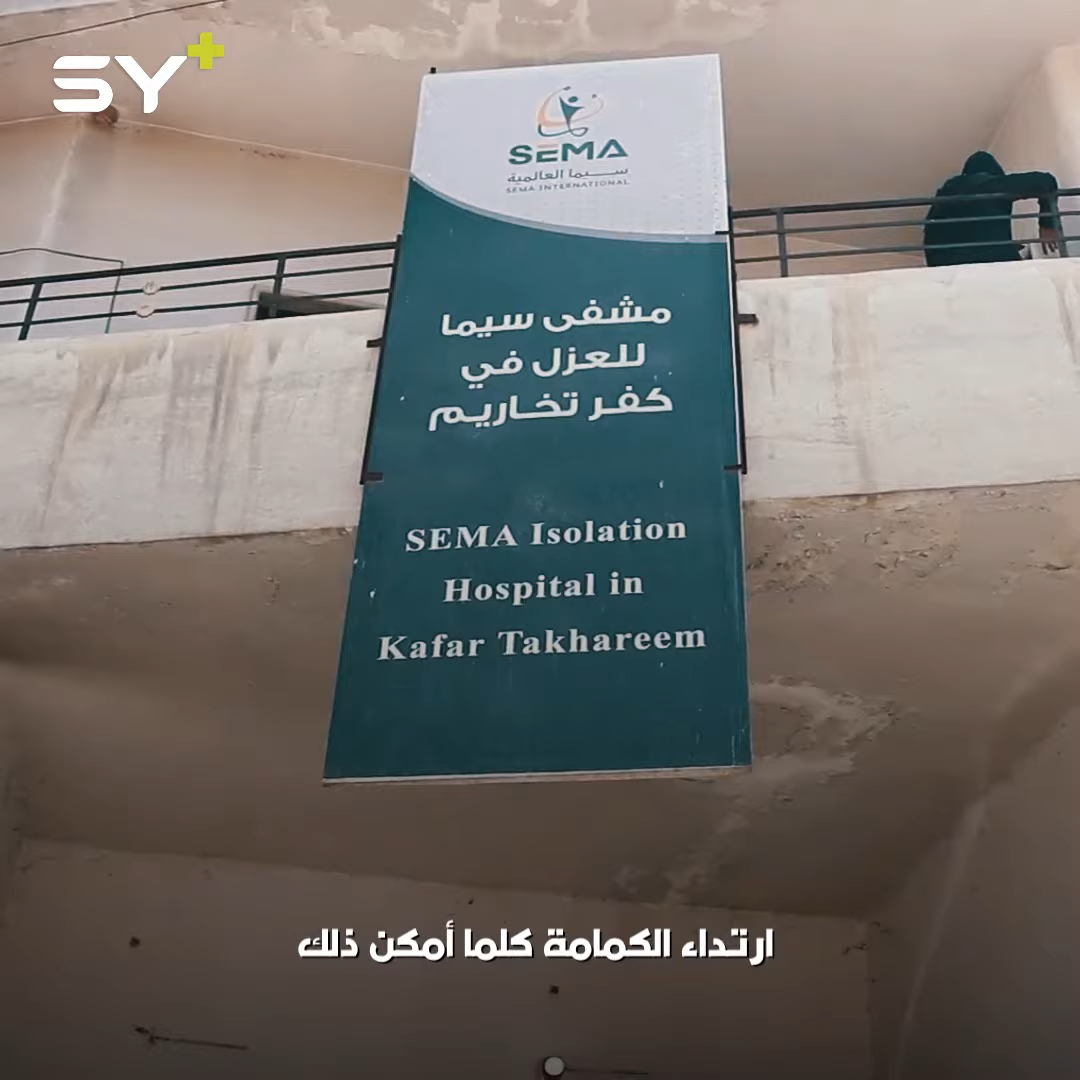 SY+
SEMA
سيما العالمية
SEMA INTERNATIONAL
مشفى سيما
للعزل في
كفر تخاريم
SEMA Isolation
Hospital in
Kafar Takhareem
ارتداء الكمامة كلما أمكن ذلك